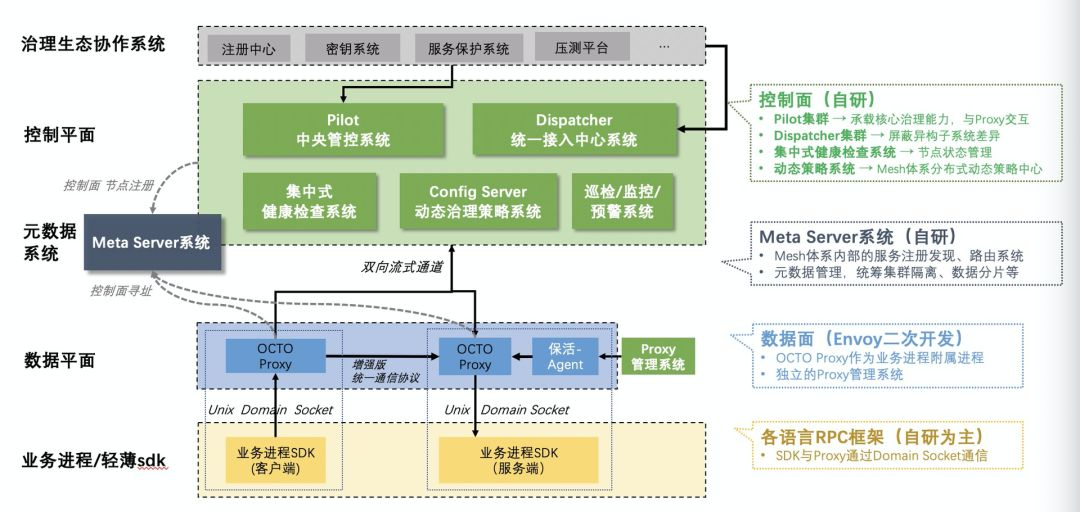 治理生态协作系统
注册中心
密钥系统
服务保护系统
压测平台
...
控制平面
Pilot
中央管控系统
Dispatcher
统一接入中心系统
集中式
健康检查系统
Config Server
动态治理策略系统
巡检/监控/
预警系统
控制面（自研）
• Pilot集群 → 承载核心治理能力，与Proxy交互
• Dispatcher集群 → 屏蔽异构子系统差异
• 集中式健康检查系统 → 节点状态管理
• 动态策略系统 → Mesh体系分布式动态策略中心
控制面 节点注册
元数据
系统
Meta Server系统
控制面寻址
双向流式通道
Meta Server系统（自研）
• Mesh体系内部的服务注册发现、路由系统
• 元数据管理，统筹集群隔离、数据分片等
数据平面
OCTO
Proxy
增强版
统一通信协议
OCTO
Proxy
保活-
Agent
Proxy
管理系统
数据面（Envoy二次开发）
• OCTO Proxy作为业务进程附属进程
• 独立的Proxy管理系统
Unix Domain Socket
Unix Domain Socket
业务进程/轻薄sdk
业务进程SDK
(客户端)
业务进程SDK
（服务端）
各语言RPC框架（自研为主）
• SDK与Proxy通过Domain Socket通信